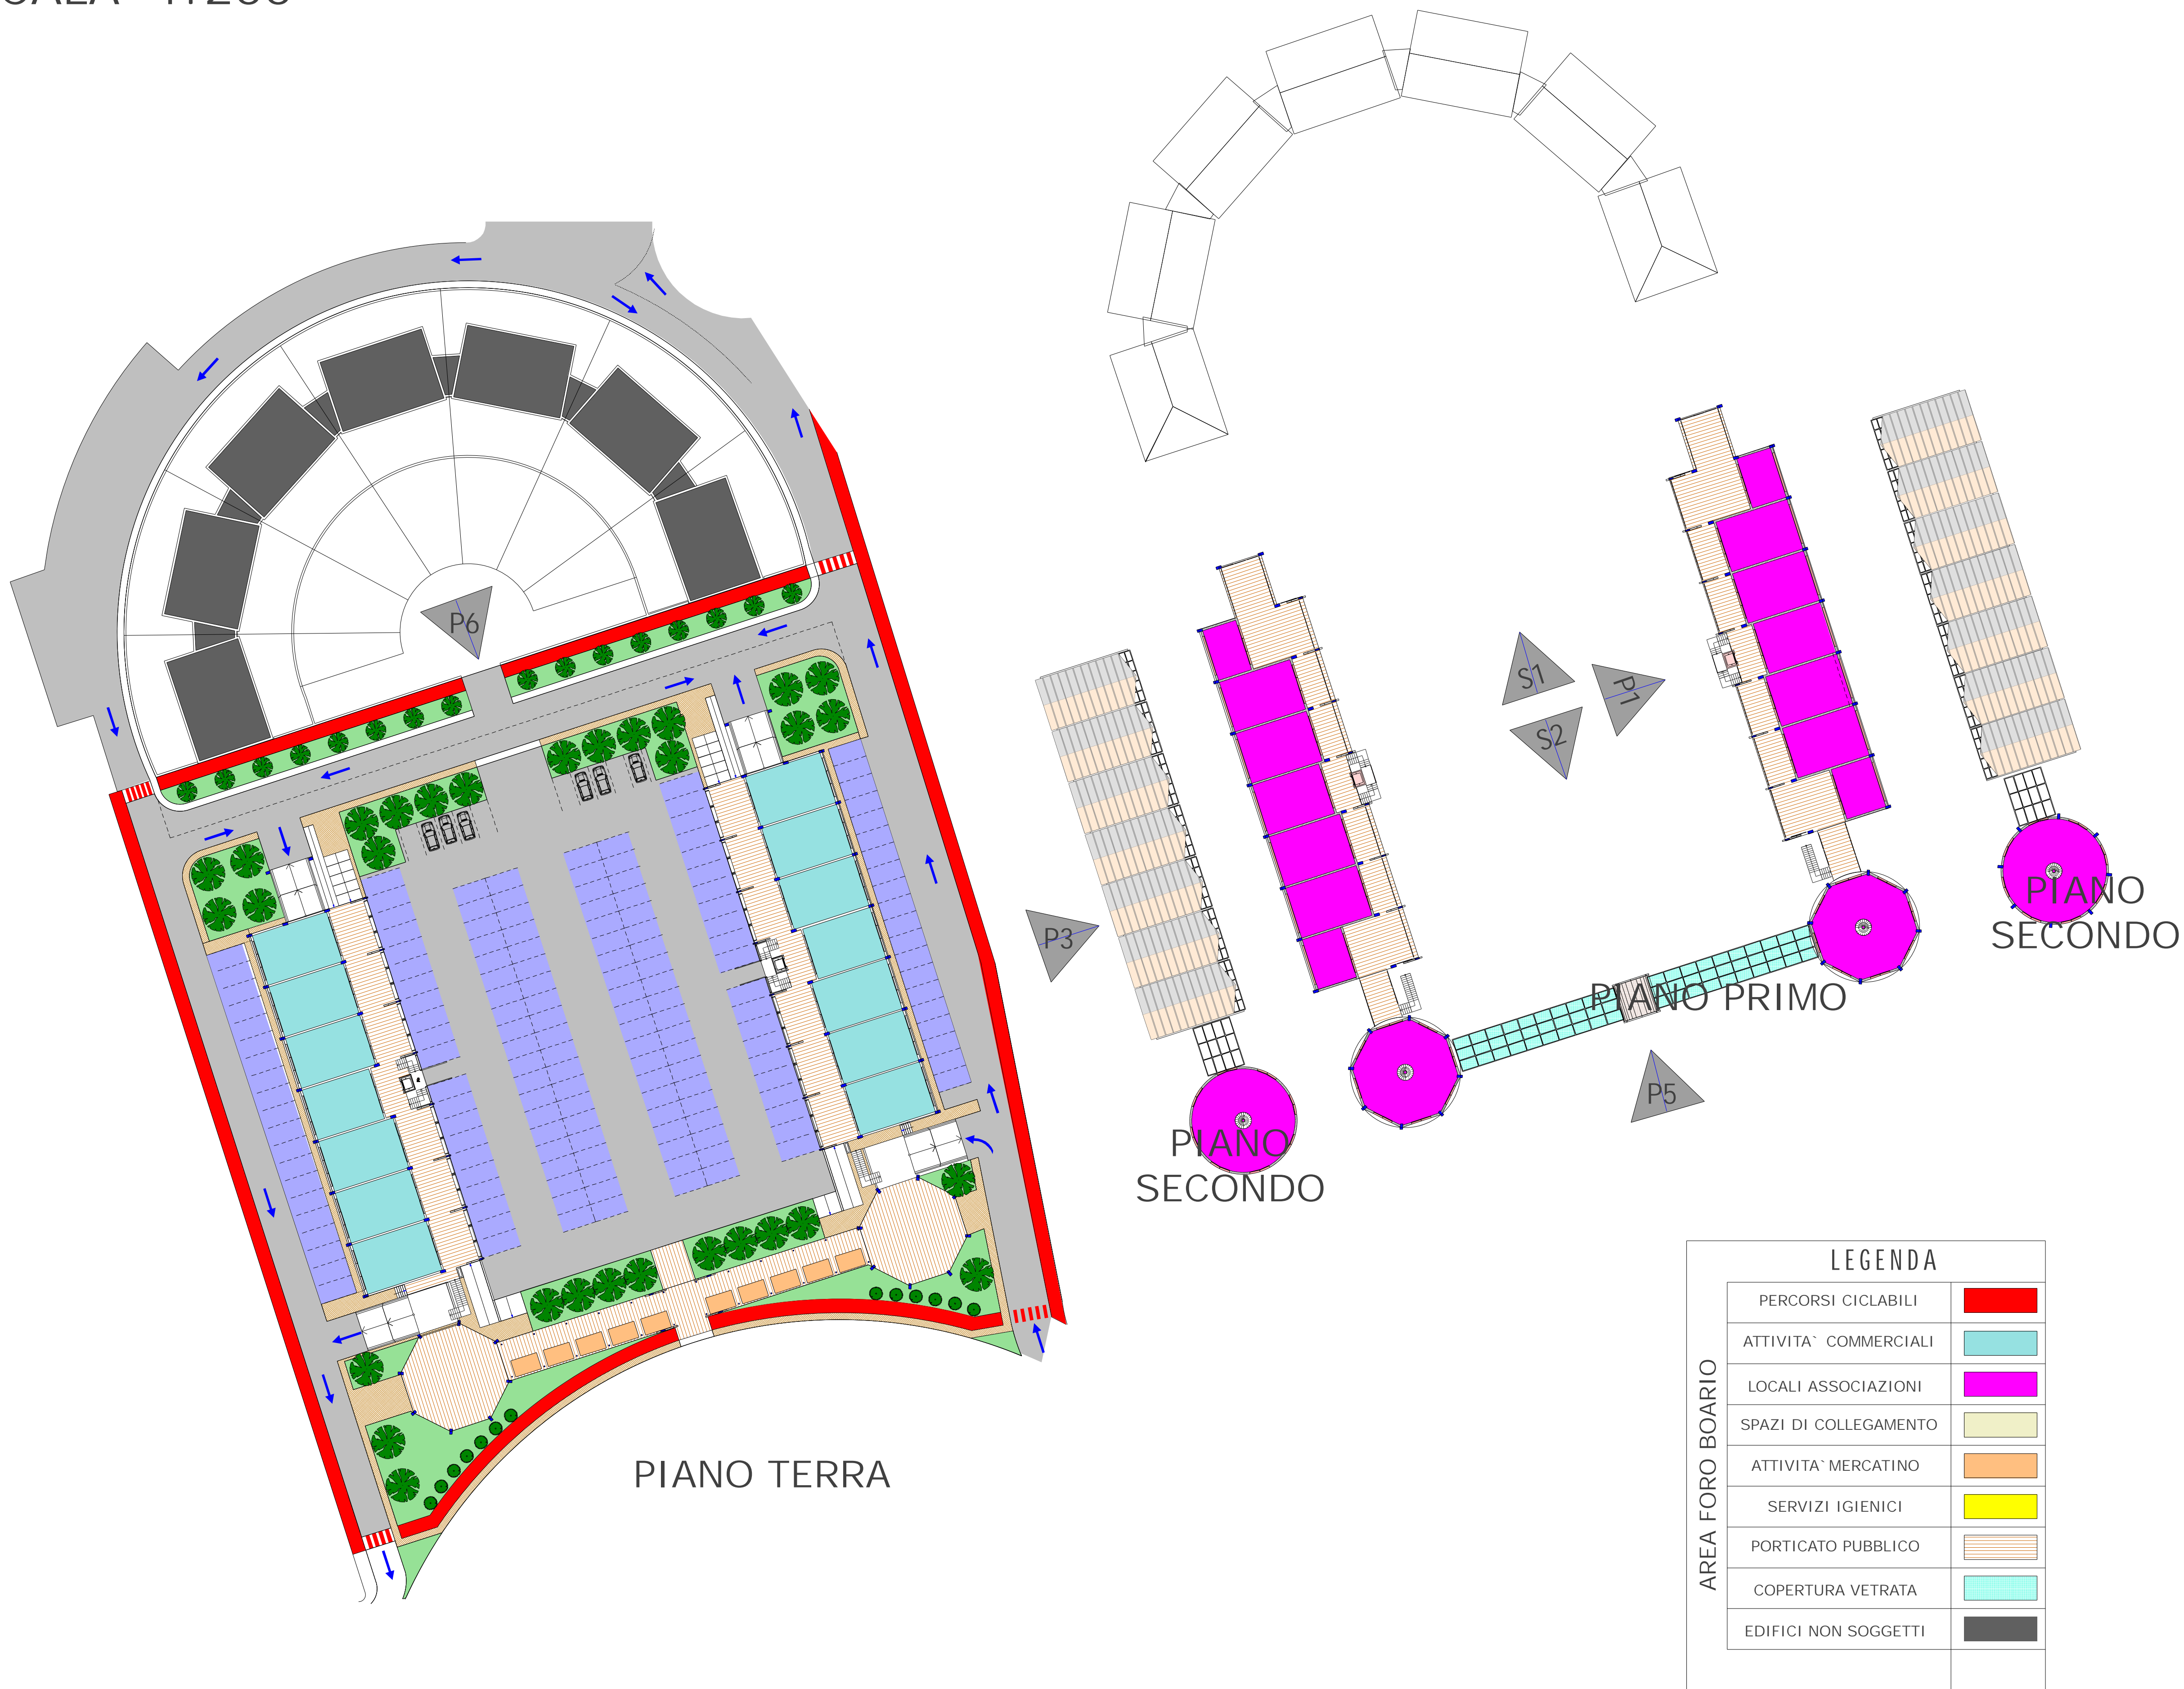 P6
S1
P1
S2
P3
PIANO
SECONDO
PIANO PRIMO
P5
PIANO
SECONDO
PIANO TERRA
LEGENDA
AREA FORO BOARIO
PERCORSI CICLABILI
ATTIVITA` COMMERCIALI
LOCALI ASSOCIAZIONI
SPAZI DI COLLEGAMENTO
ATTIVITA`MERCATINO
SERVIZI IGIENICI
PORTICATO PUBBLICO
COPERTURA VETRATA
EDIFICI NON SOGGETTI